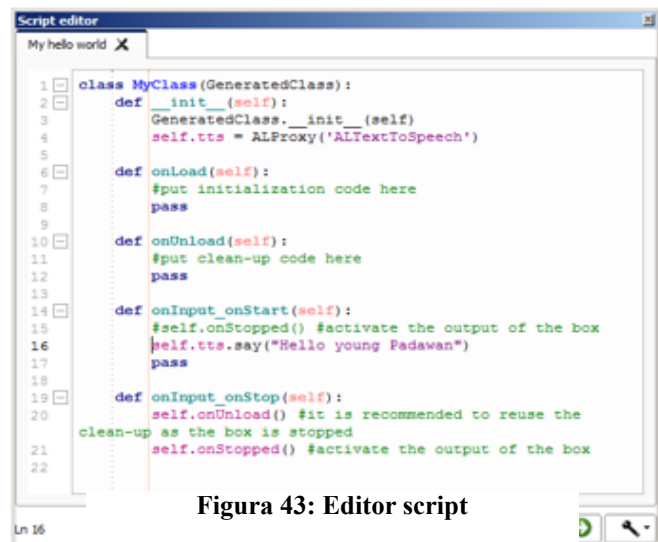 Script editor
My hello world
1 class MyClass(GeneratedClass):
2 def __init__(self):
3 GeneratedClass.__init__(self)
4 self.tts = ALProxy('ALTextToSpeech')
5
6 def onLoad(self):
7 #put initialization code here
8 pass
9
10 def onUnload(self):
11 #put clean-up code here
12 pass
13
14 def onInput_onStart(self):
15 #self.onStopped() #activate the output of the box
16 self.tts.say("Hello young Padawan")
17 pass
18
19 def onInput_onStop(self):
20 self.onUnload() #it is recommended to reuse the
clean-up as the box is stopped
21 self.onStopped() #activate the output of the box
22
Figura 43: Editor script
Ln 16